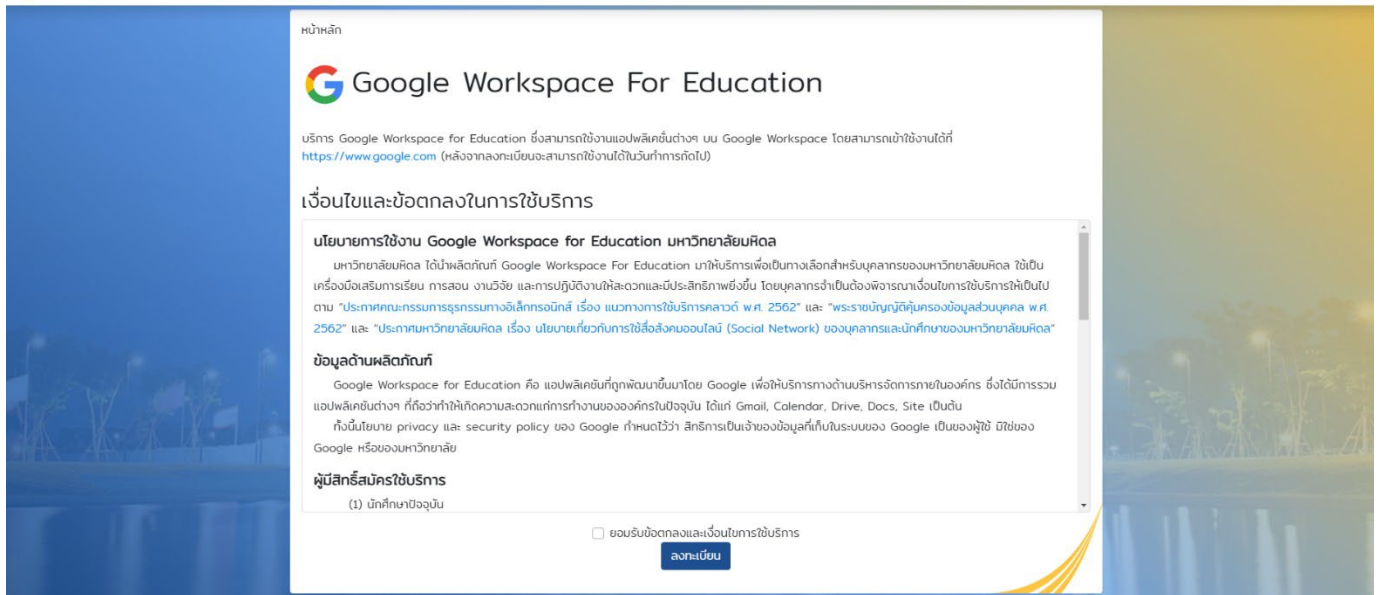 หน้าหลัก
Google Workspace For Education
บริการ Google Workspace for Education ซึ่งสามารถใช้งานแอปพลิเคชั่นต่างๆ บน Google Workspace โดยสามารถเข้าใช้งานได้ที่
https://www.google.com (หลังจากลงทะเบียนจะสามารถใช้งานได้ในวันทำการถัดไป)
เงื่อนไขและข้อตกลงในการใช้บริการ
นโยบายการใช้งาน Google Workspace for Education มหาวิทยาลัยมหิดล
มหาวิทยาลัยมหิดล ได้นำผลิตภัณฑ์ Google Workspace For Education มาให้บริการเพื่อเป็นทางเลือกสำหรับบุคลากรของมหาวิทยาลัยมหิดล ใช้เป็น
เครื่องมือเสริมการเรียน การสอน งานวิจัย และการปฏิบัติงานให้สะดวกและมีประสิทธิภาพยิ่งขึ้น โดยบุคลากรจำเป็นต้องพิจารณาเงื่อนไขการใช้บริการให้เป็นไป
ตาม "ประกาศคณะกรรมการธุรกรรมทางอิเล็กทรอนิกส์ เรื่อง แนวทางการใช้บริการคลาวด์ พ.ศ. 2562" และ "พระราชบัญญัติคุ้มครองข้อมูลส่วนบุคคล พ.ศ.
2562" และ "ประกาศมหาวิทยาลัยมหิดล เรื่อง นโยบายเกี่ยวกับการใช้สื่อสังคมออนไลน์ (Social Network) ของบุคลากรและนักศึกษาของมหาวิทยาลัยมหิดล"
ข้อมูลด้านผลิตภัณฑ์
Google Workspace for Education คือ แอปพลิเคชันที่ถูกพัฒนาขึ้นมาโดย Google เพื่อให้บริการทางด้านบริหารจัดการภายในองค์กร ซึ่งได้มีการรวม
แอปพลิเคชันต่างๆ ที่ถือว่าทำให้เกิดความสะดวกแก่การทำงานขององค์กรในปัจจุบัน ได้แก่ Gmail, Calendar, Drive, Docs, Site เป็นต้น
ทั้งนี้นโยบาย privacy และ security policy ของ Google กำหนดไว้ว่า สิทธิการเป็นเจ้าของข้อมูลที่เก็บในระบบของ Google เป็นของผู้ใช้ มิใช่ของ
Google หรือของมหาวิทยาลัย
ผู้มีสิทธิ์สมัครใช้บริการ
(1) นักศึกษาปัจจุบัน
ยอมรับข้อตกลงและเงื่อนไขการใช้บริการ
ลงทะเบียน